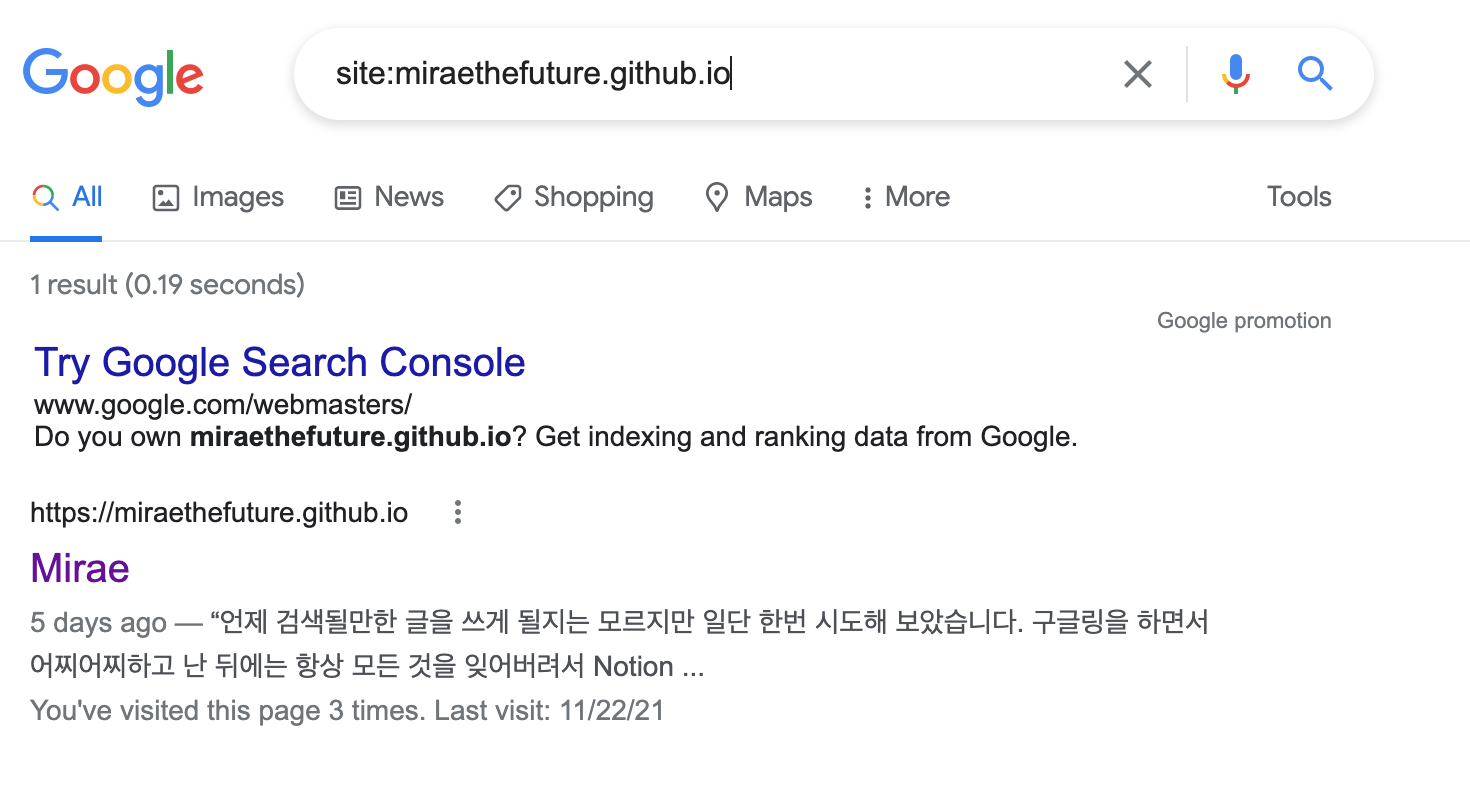 Google
site:miraethefuture.github.io
All Images News Shopping Maps More Tools
1 result (0.19 seconds)
Google promotion
Try Google Search Console
www.google.com/webmasters/
Do you own miraethefuture.github.io? Get indexing and ranking data from Google.
https://miraethefuture.github.io
Mirae
5 days ago — “언제 검색될만한 글을 쓰게 될지는 모르지만 일단 한번 시도해 보았습니다. 구글링을 하면서
어찌어찌하고 난 뒤에는 항상 모든 것을 잊어버려서 Notion ...
You've visited this page 3 times. Last visit: 11/22/21